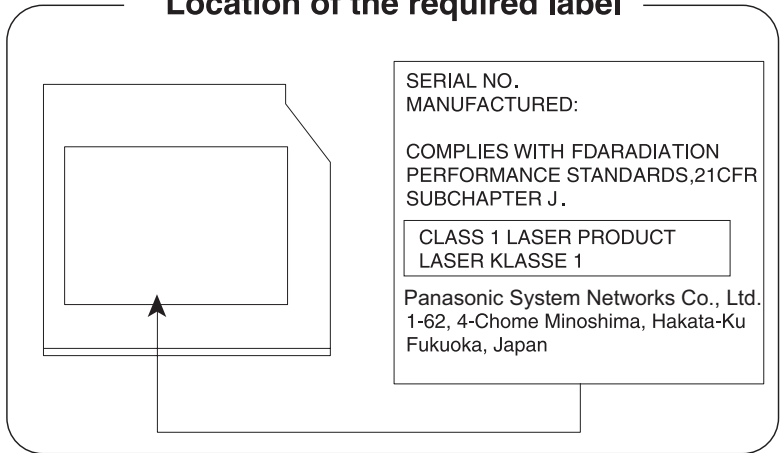 Location of the required label
SERIAL NO.
MANUFACTURED:
COMPLIES WITH FDARADIATION
PERFORMANCE STANDARDS,21CFR
SUBCHAPTER J.
CLASS 1 LASER PRODUCT
LASER KLASSE 1
Panasonic System Networks Co., Ltd.
1-62, 4-Chome Minoshima, Hakata-Ku
Fukuoka, Japan